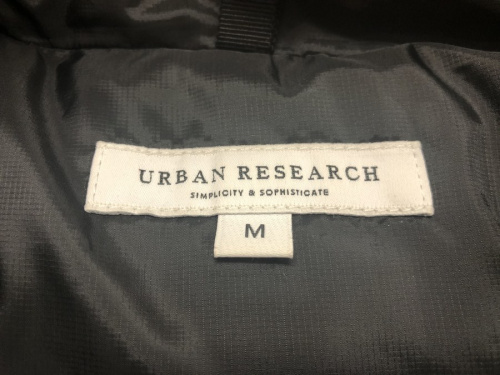 URBAN RESEARCH
SIMPLICITY & SOPHISTICATE
M